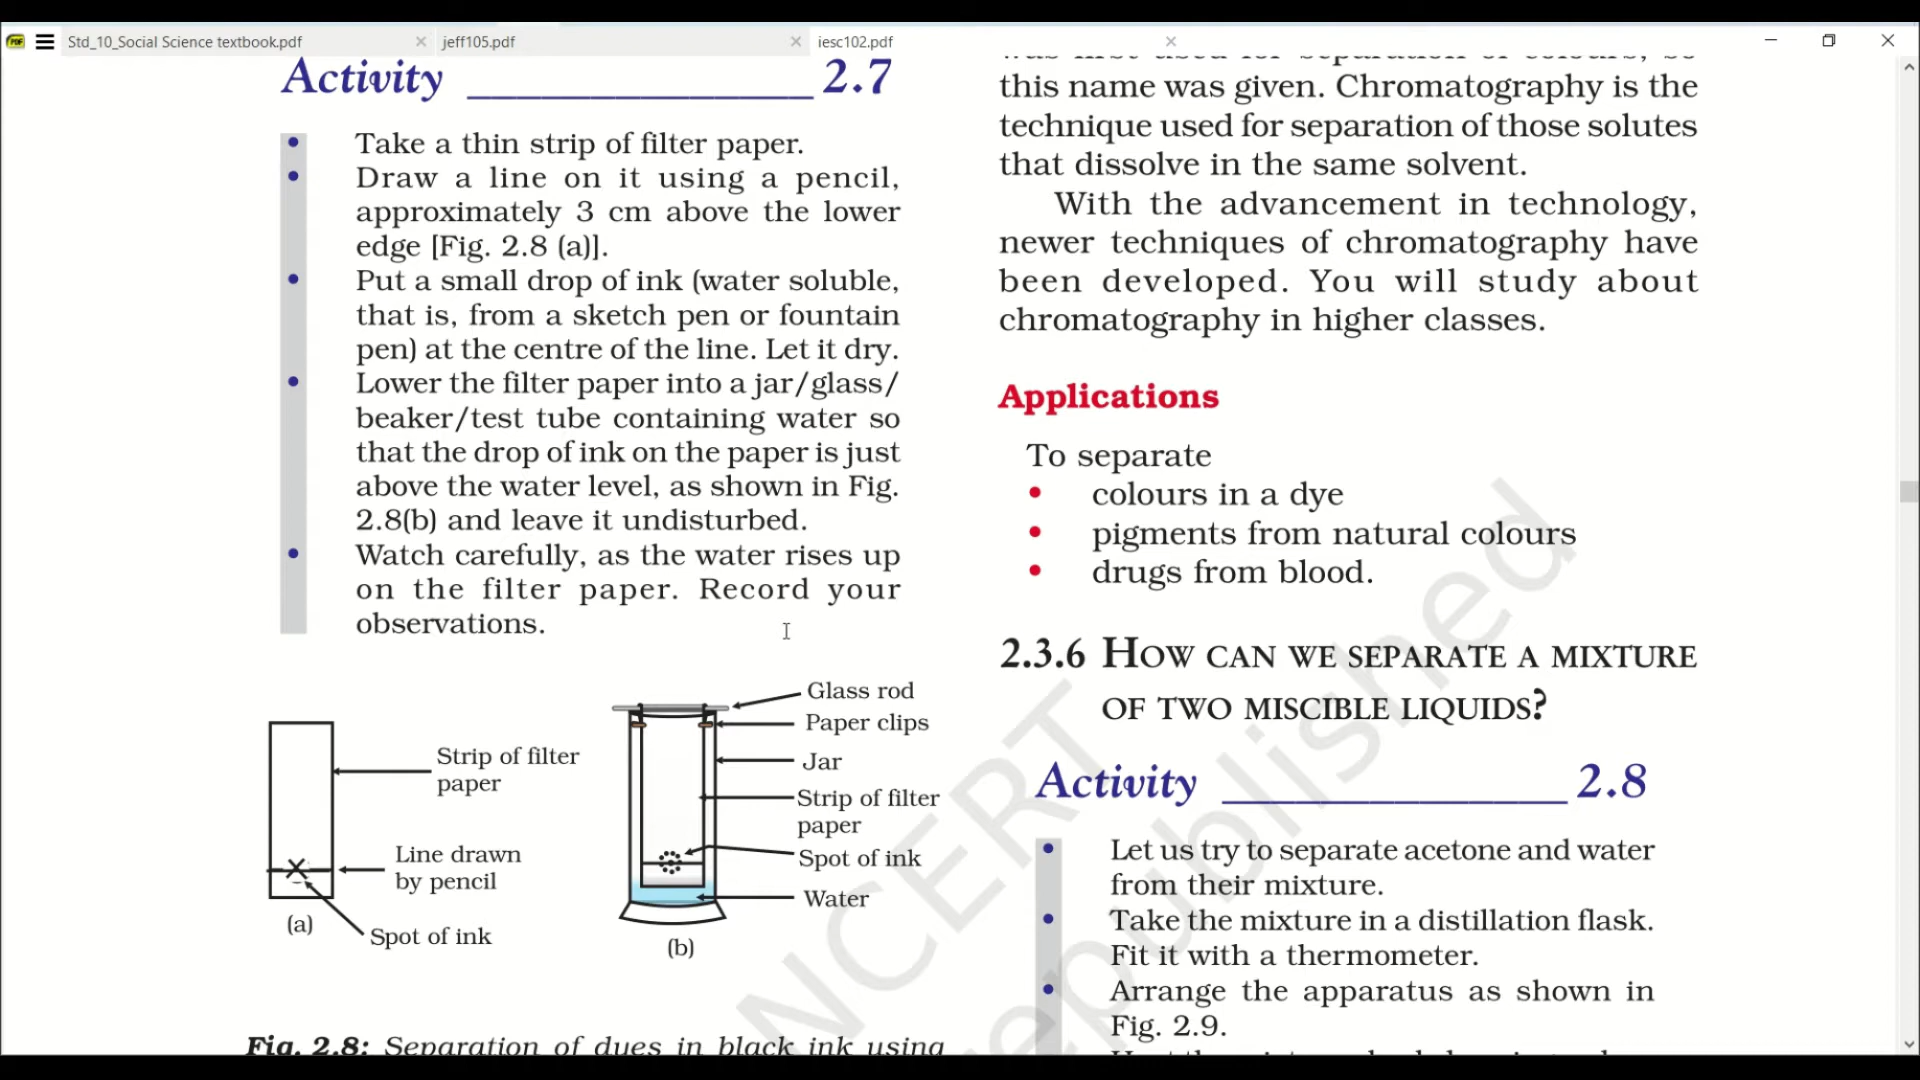 Std_10_Social Science textbook.pdf
jeff105.pdf
iesc102.pdf
Activity 2.7
• Take a thin strip of filter paper.
• Draw a line on it using a pencil,
approximately 3 cm above the lower
edge [Fig. 2.8 (a)].
• Put a small drop of ink (water soluble,
that is, from a sketch pen or fountain
pen) at the centre of the line. Let it dry.
• Lower the filter paper into a jar/glass/
beaker/test tube containing water so
that the drop of ink on the paper is just
above the water level, as shown in Fig.
2.8(b) and leave it undisturbed.
• Watch carefully, as the water rises up
on the filter paper. Record your
observations.
Strip of filter
paper
Line drawn
by pencil
Spot of ink
(a)
Glass rod
Paper clips
Jar
Strip of filter
paper
Spot of ink
Water
(b)
Fig. 2.8: Separation of dyes in black ink using
was first used for separation of colours, so
this name was given. Chromatography is the
technique used for separation of those solutes
that dissolve in the same solvent.
With the advancement in technology,
newer techniques of chromatography have
been developed. You will study about
chromatography in higher classes.
Applications
To separate
• colours in a dye
• pigments from natural colours
• drugs from blood.
2.3.6 HOW CAN WE SEPARATE A MIXTURE
OF TWO MISCIBLE LIQUIDS?
Activity 2.8
• Let us try to separate acetone and water
from their mixture.
• Take the mixture in a distillation flask.
Fit it with a thermometer.
• Arrange the apparatus as shown in
Fig. 2.9.
NCERT
republished